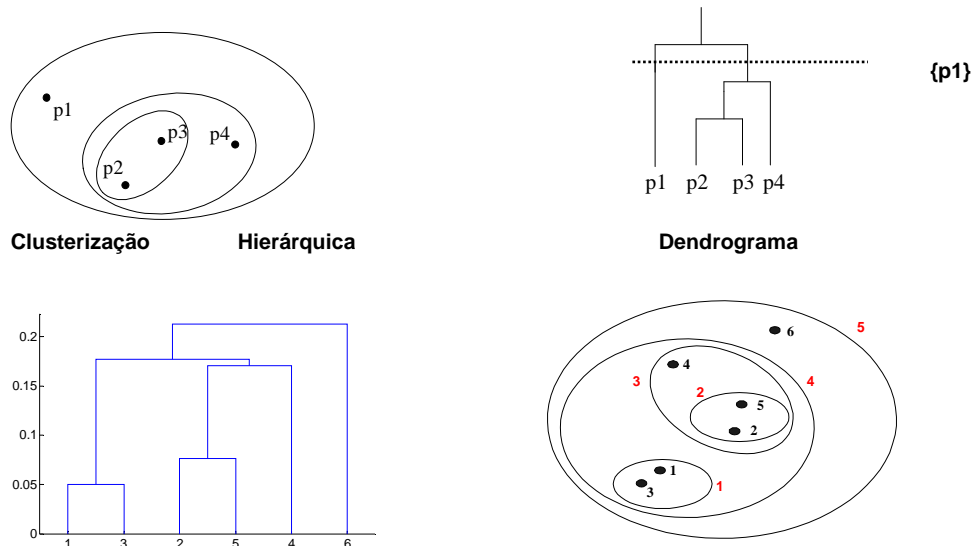 p1
p3
p4
p2
Clusterização Hierárquica
{p1}
p1 p2 p3 p4
Dendrograma
0.2
0.15
0.1
0.05
0
1 3 2 5 4 6
6
5
4
3
4
2
5
2
1
3
1